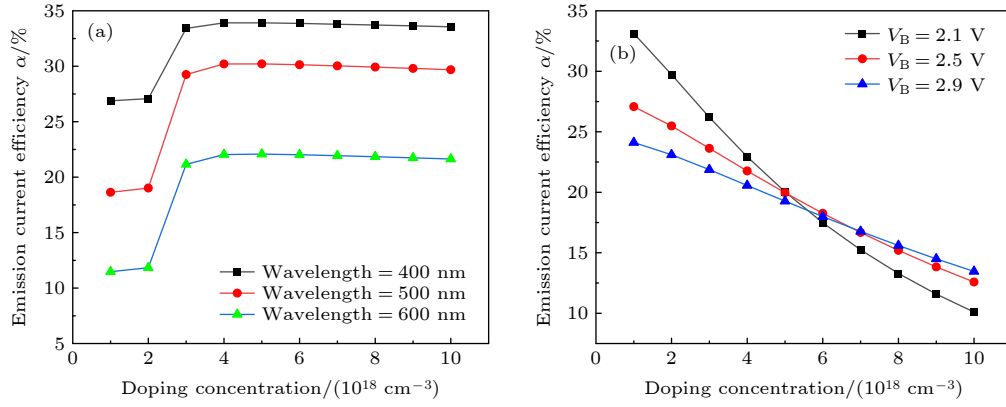 (a)
Emission current efficiency α/%
35
30
25
20
15
10
5
Wavelength = 400 nm
Wavelength = 500 nm
Wavelength = 600 nm
0 2 4 6 8 10
Doping concentration/(10¹⁸ cm⁻³)
(b)
Emission current efficiency α/%
35
30
25
20
15
10
V_B = 2.1 V
V_B = 2.5 V
V_B = 2.9 V
0 2 4 6 8 10
Doping concentration/(10¹⁸ cm⁻³)